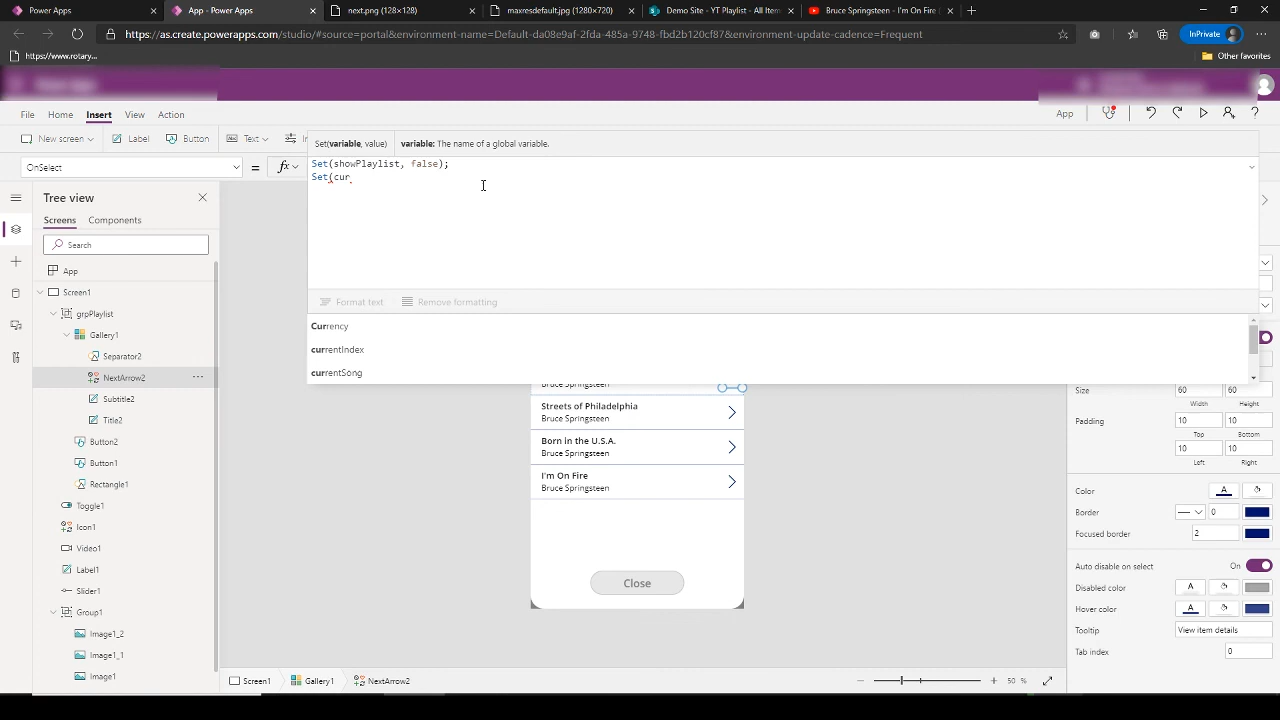 Power Apps
App - Power Apps
next.png (128×128)
maxresdefault.jpg (1280×720)
Demo Site - YT Playlist - All Item
Bruce Springsteen - I'm On Fire (
https://as.create.powerapps.com/studio/#source=portal&environment-name=Default-da08e9af-2fda-485a-9748-fbd2b120cf87&environment-update-cadence=Frequent
InPrivate
https://www.rotary...
Other favorites
File
Home
Insert
View
Action
App
New screen
Label
Button
Text
In
Set(variable, value)
variable: The name of a global variable.
OnSelect
=
fx
Set(showPlaylist, false);
Set(cur
Tree view
Screens
Components
Search
App
Screen1
grpPlaylist
Gallery1
Separator2
NextArrow2
Subtitle2
Title2
Button2
Button1
Rectangle1
Toggle1
Icon1
Video1
Label1
Slider1
Group1
Image1_2
Image1_1
Image1
Format text
Remove formatting
Currency
currentIndex
currentSong
Bruce Springsteen
Streets of Philadelphia
Bruce Springsteen
Born in the U.S.A.
Bruce Springsteen
I'm On Fire
Bruce Springsteen
Close
Size
60
60
Width
Height
Padding
10
10
Top
Bottom
10
10
Left
Right
Color
Border
0
Focused border
2
Auto disable on select
On
Disabled color
Hover color
Tooltip
View item details
Tab index
0
Screen1
Gallery1
NextArrow2
50 %